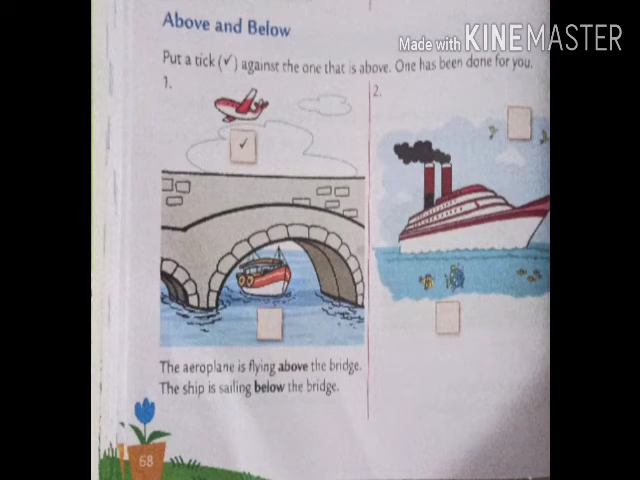 Above and Below
Made with KINEMASTER
Put a tick (✓) against the one that is above. One has been done for you.
1.
2.
✓
The aeroplane is flying above the bridge.
The ship is sailing below the bridge.
68